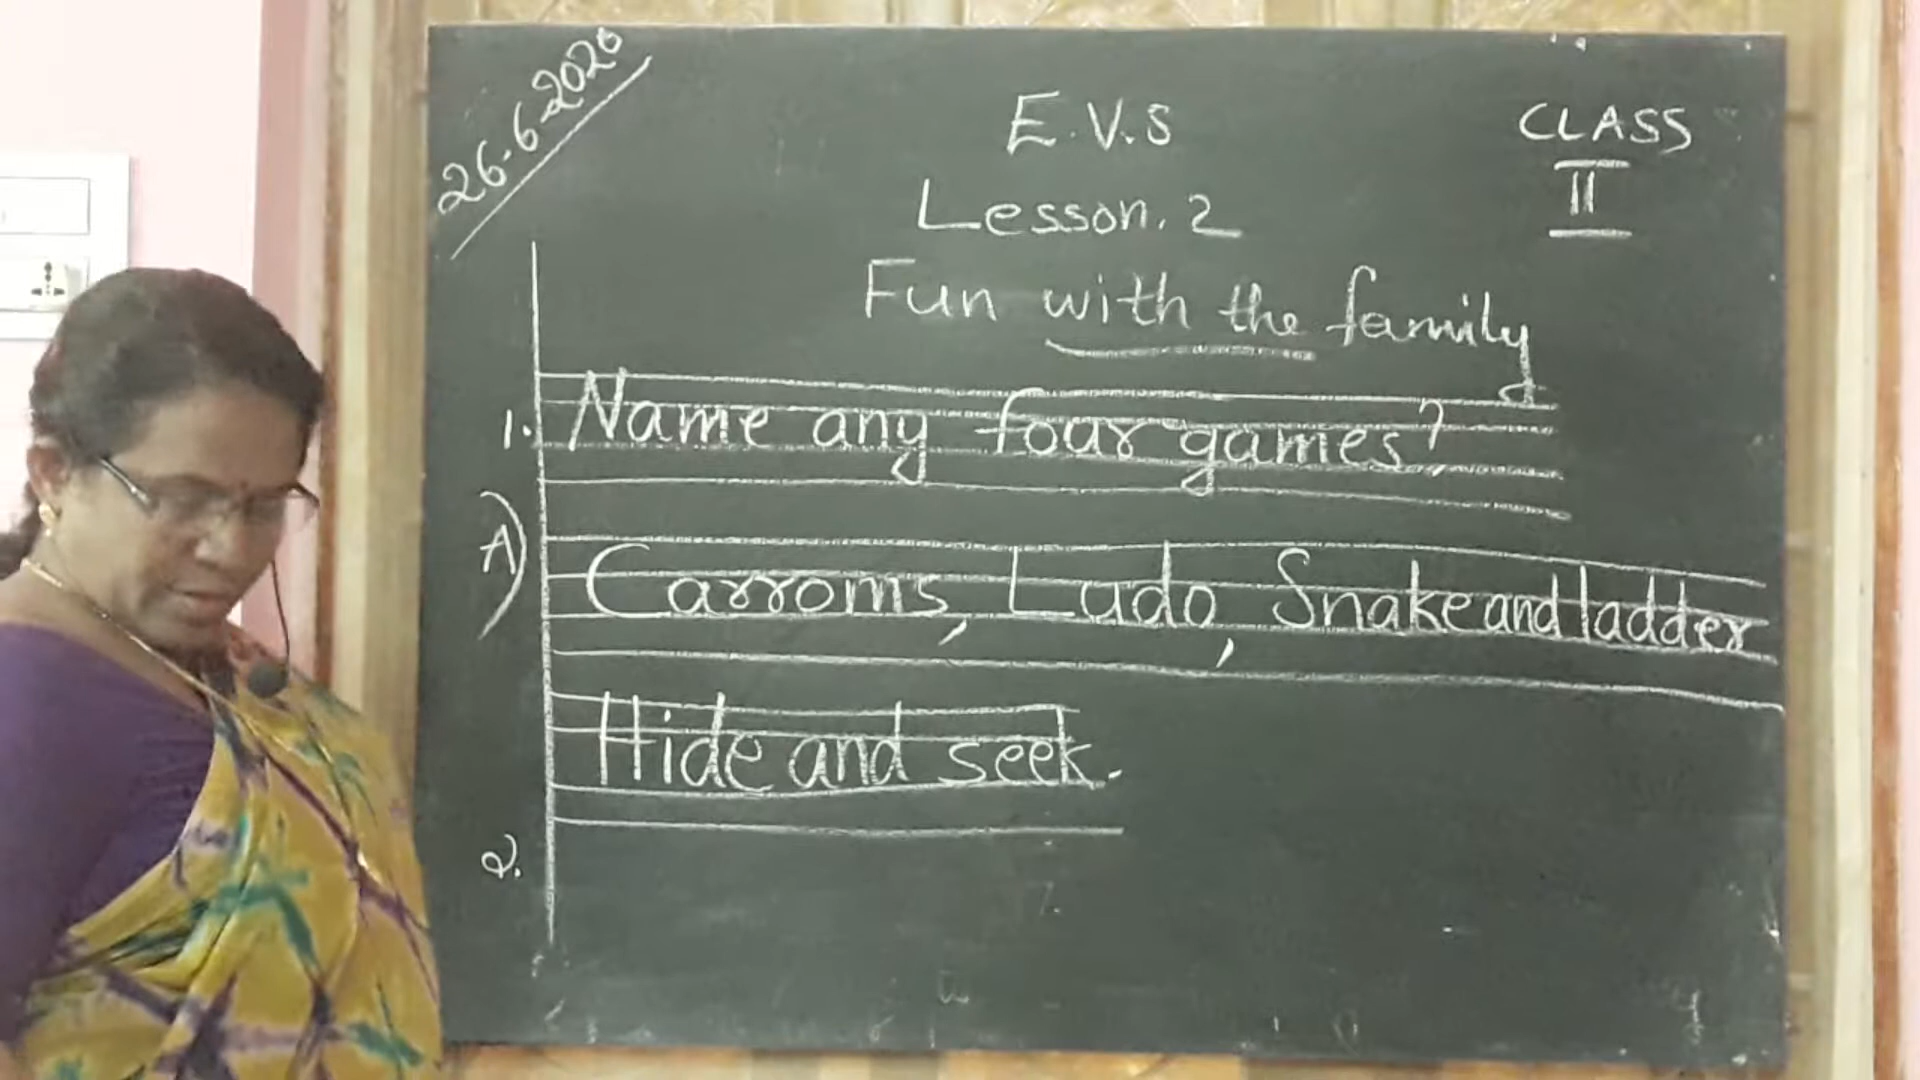 26-6-2020
E.V.S
CLASS
II
Lesson. 2
Fun with the family
1. Name any four games?
A) Carroms, Ludo, Snake and ladder
Hide and seek.
2.